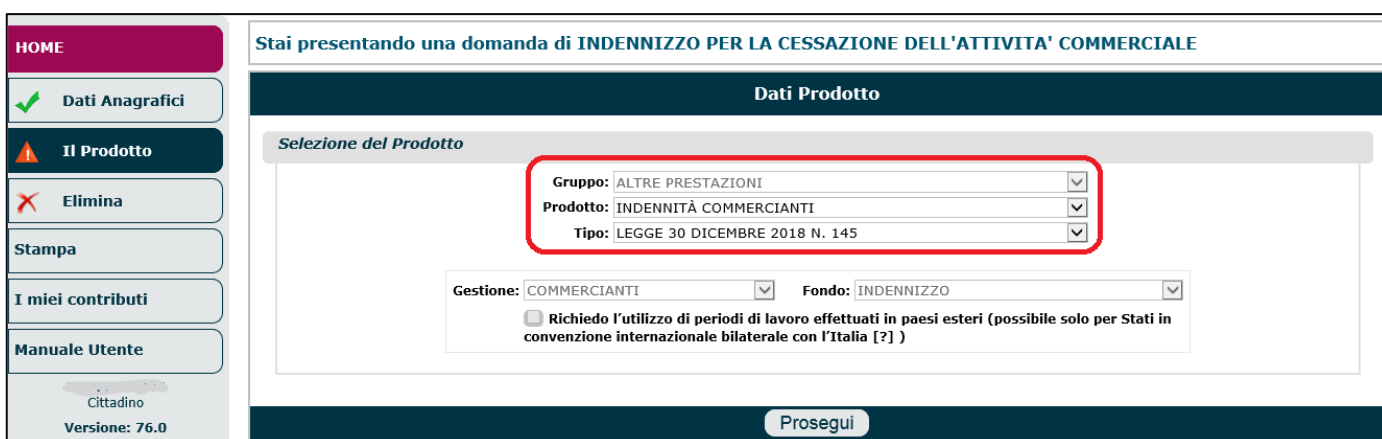 HOME
Dati Anagrafici
Il Prodotto
Elimina
Stampa
I miei contributi
Manuale Utente
Cittadino
Versione: 76.0
Stai presentando una domanda di INDENNIZZO PER LA CESSAZIONE DELL'ATTIVITA' COMMERCIALE
Dati Prodotto
Selezione del Prodotto
Gruppo: ALTRE PRESTAZIONI
Prodotto: INDENNITÀ COMMERCIANTI
Tipo: LEGGE 30 DICEMBRE 2018 N. 145
Gestione: COMMERCIANTI Fondo: INDENNIZZO
Richiedo l'utilizzo di periodi di lavoro effettuati in paesi esteri (possibile solo per Stati in
convenzione internazionale bilaterale con l'Italia [?] )
Prosegui